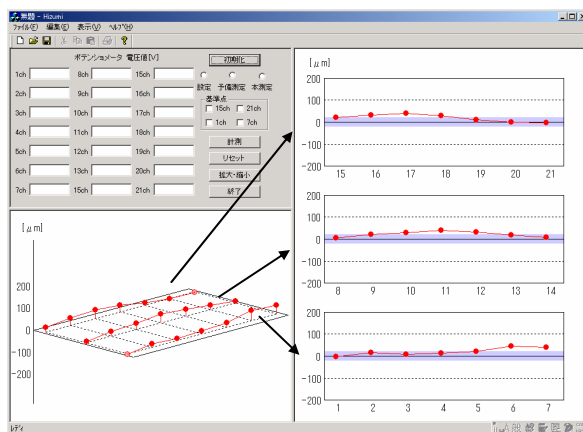 無題 - Hizumi
ファイル(F) 編集(E) 表示(V) ヘルプ(H)
ポテンショメータ 電圧値[V]
1ch 8ch 15ch
2ch 9ch 16ch
3ch 10ch 17ch
4ch 11ch 18ch
5ch 12ch 19ch
6ch 13ch 20ch
7ch 15ch 21ch
初期化
設定 予備測定 本測定
基準点
15ch 21ch
1ch 7ch
計測
リセット
拡大・縮小
終了
[μm]
200
100
0
-100
-200
[μm]
200
100
0
-100
-200
15 16 17 18 19 20 21
200
100
0
-100
8 9 10 11 12 13 14
100
0
-100
1 2 3 4 5 6 7
レディ